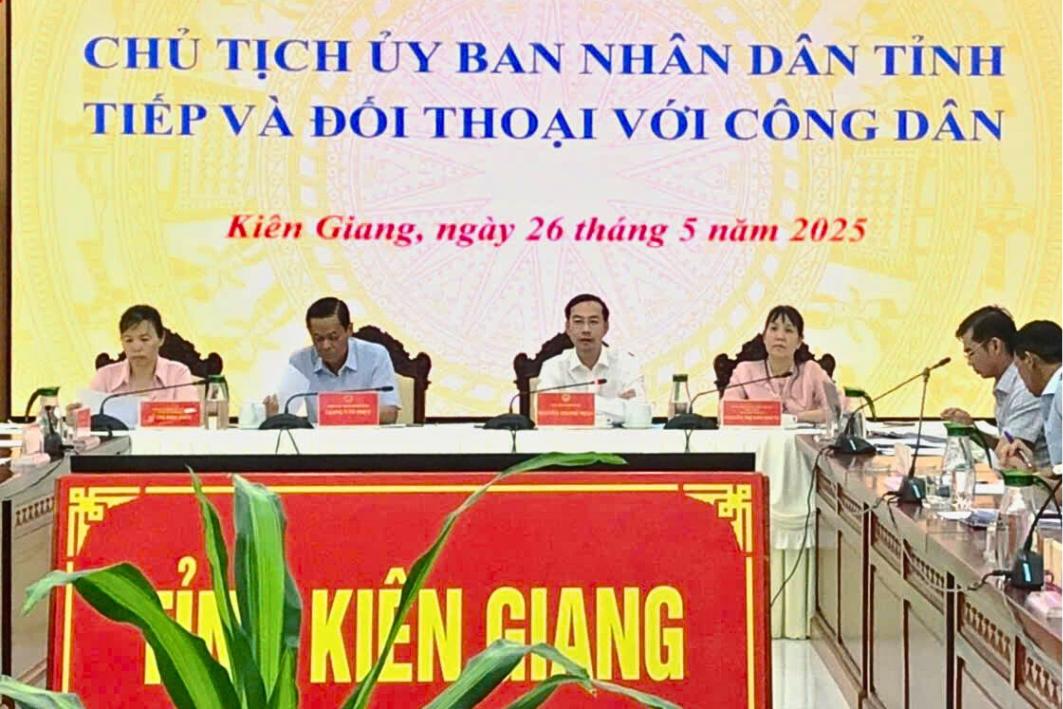 CHỦ TỊCH ỦY BAN NHÂN DÂN TỈNH
TIẾP VÀ ĐỐI THOẠI VỚI CÔNG DÂN
Kiên Giang, ngày 26 tháng 5 năm 2025
TỈNH KIÊN GIANG